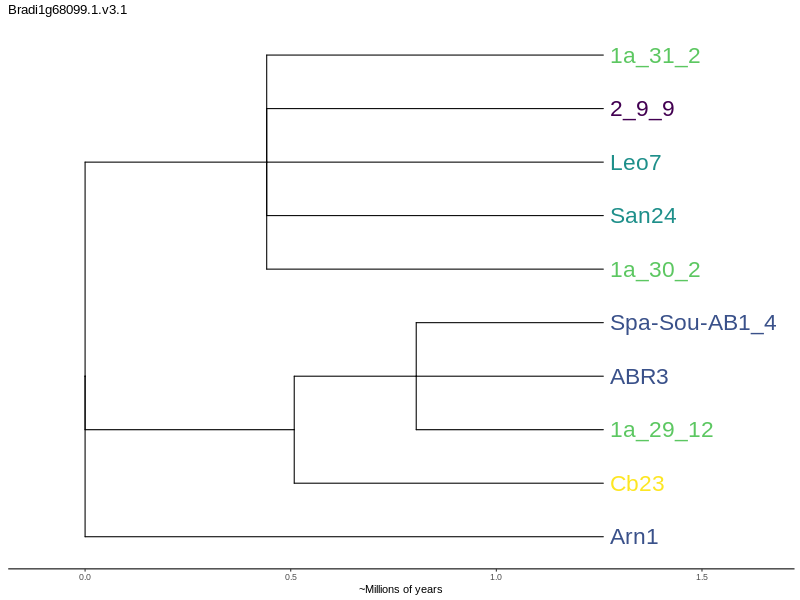 Bradi1g68099.1.v3.1
1a_31_2
2_9_9
Leo7
San24
1a_30_2
Spa-Sou-AB1_4
ABR3
1a_29_12
Cb23
Arn1
0.0 0.5 1.0 1.5
~Millions of years